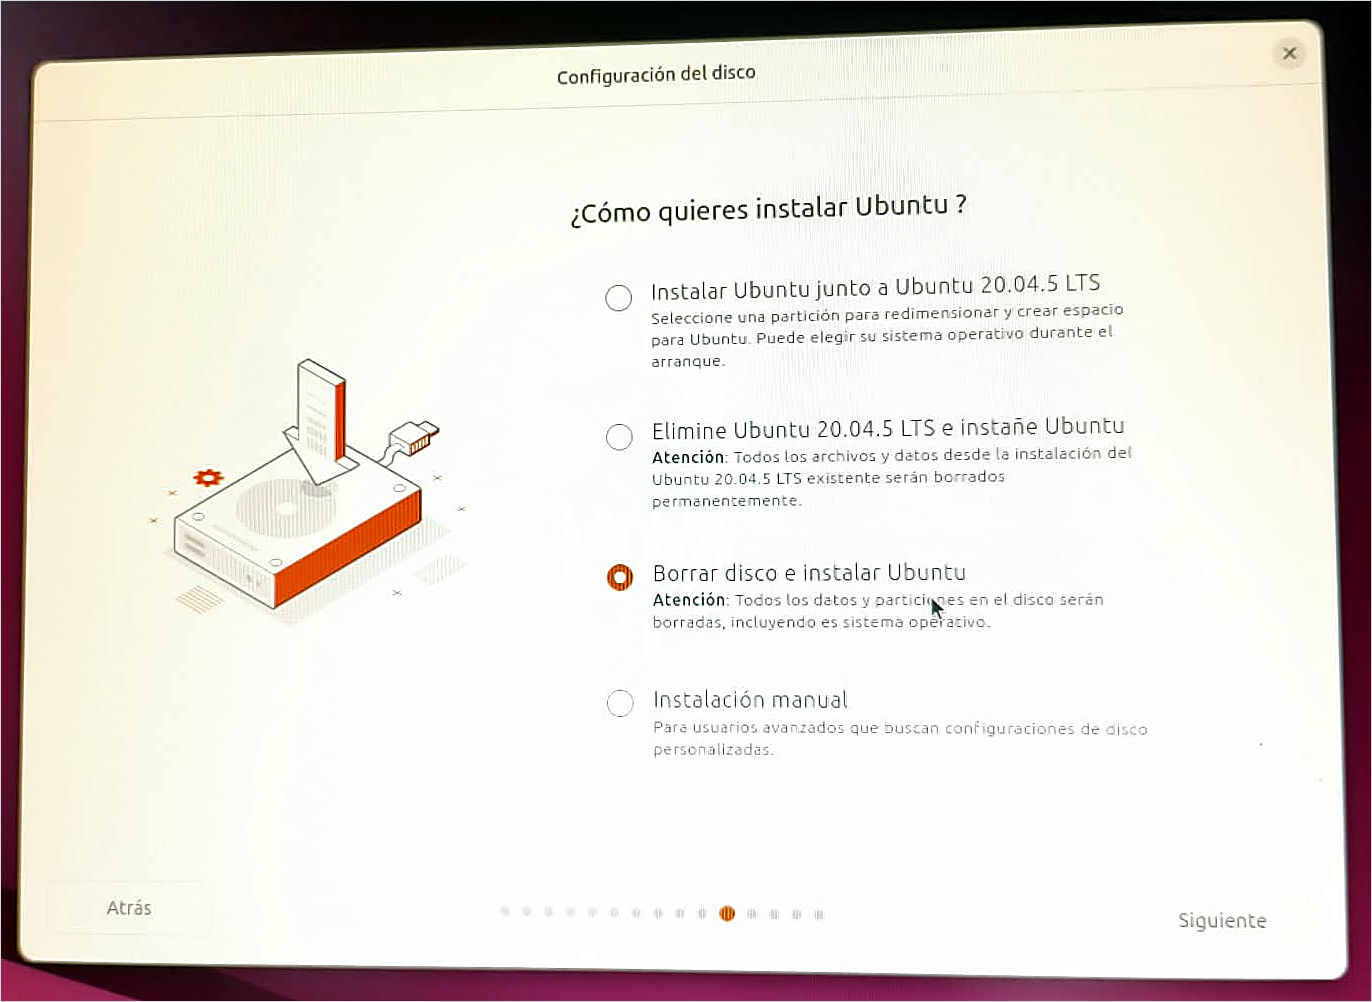 Configuración del disco
¿Cómo quieres instalar Ubuntu ?
Instalar Ubuntu junto a Ubuntu 20.04.5 LTS
Seleccione una partición para redimensionar y crear espacio
para Ubuntu. Puede elegir su sistema operativo durante el
arranque.
Elimine Ubuntu 20.04.5 LTS e instañe Ubuntu
Atención: Todos los archivos y datos desde la instalación del
Ubuntu 20.04.5 LTS existente serán borrados
permanentemente.
Borrar disco e instalar Ubuntu
Atención: Todos los datos y particiones en el disco serán
borradas, incluyendo es sistema operativo.
Instalación manual
Para usuarios avanzados que buscan configuraciones de disco
personalizadas.
Atrás
Siguiente